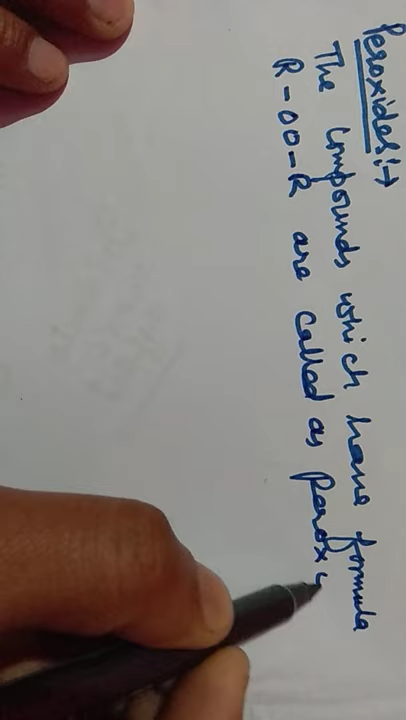 Peroxides:→
The compounds which have formula
R-OO-R are called as Perox